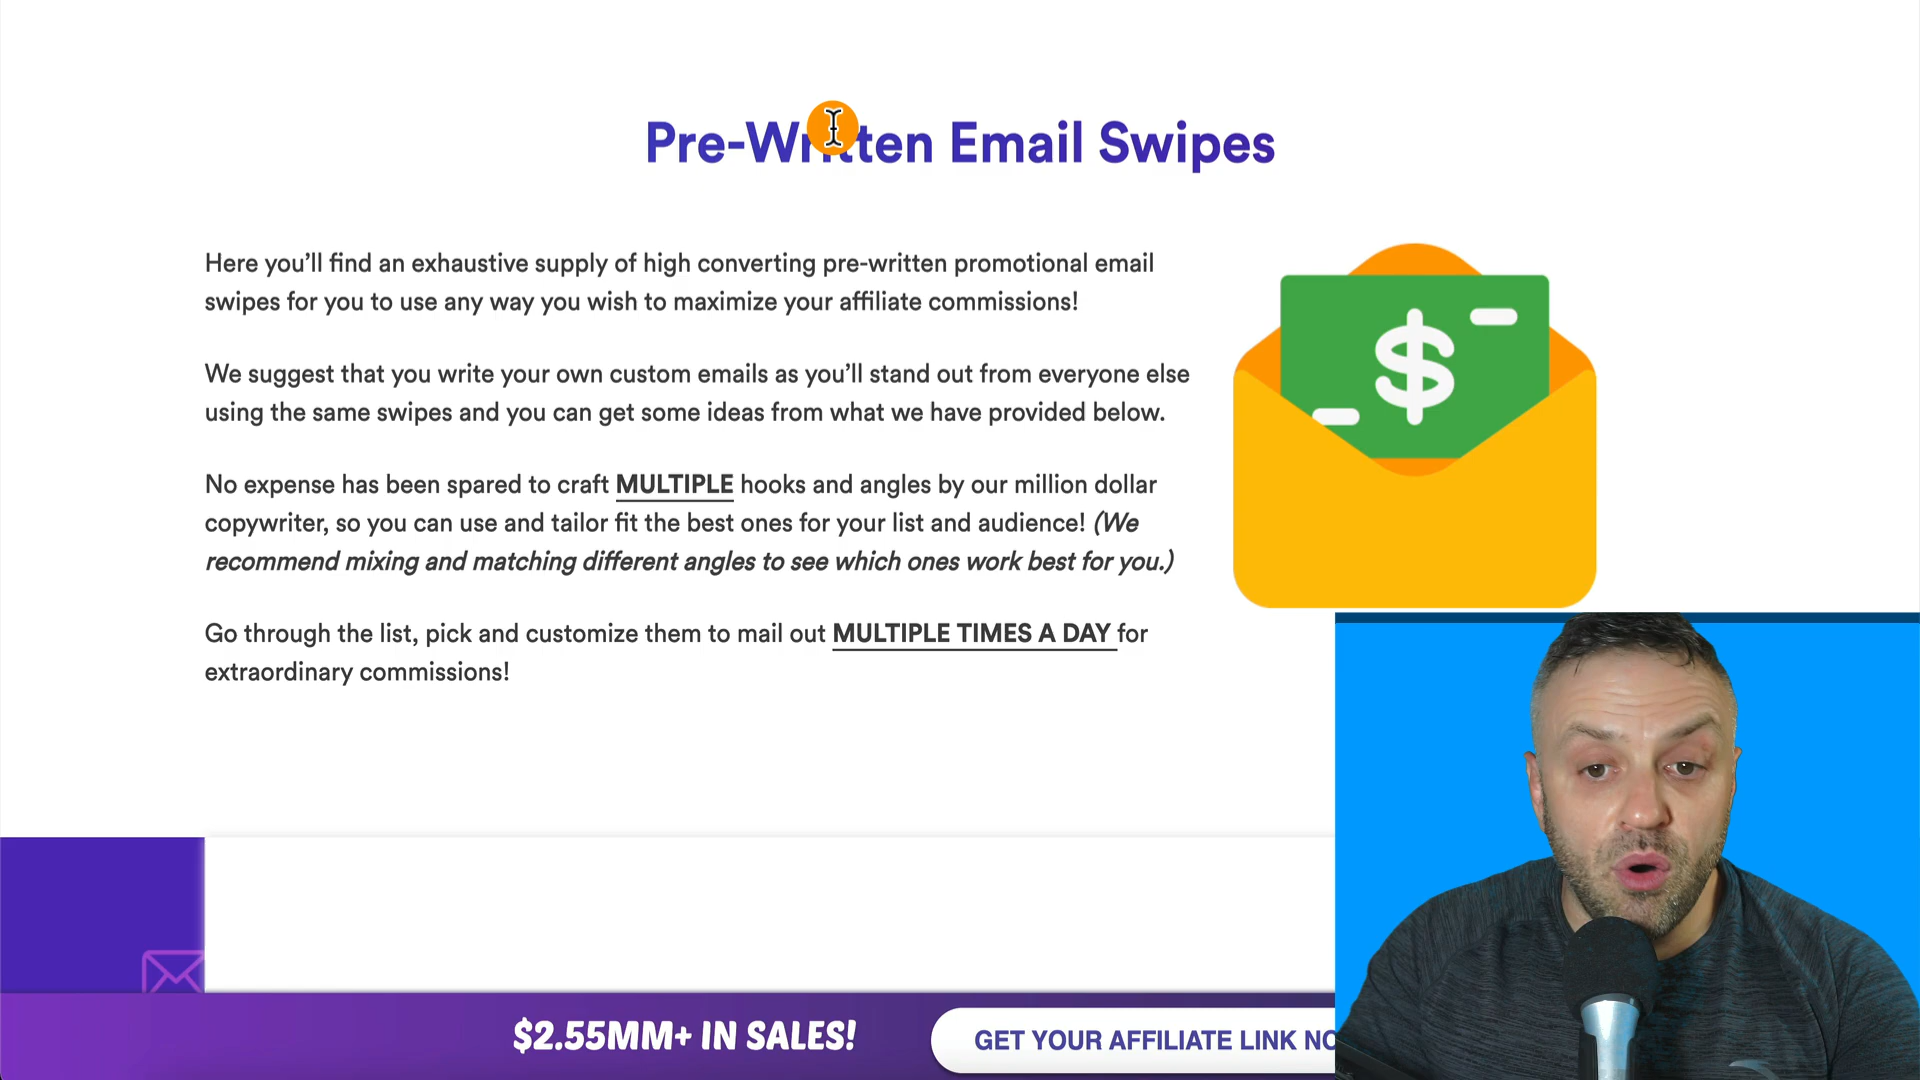 Pre-Written Email Swipes
Here you’ll find an exhaustive supply of high converting pre-written promotional email
swipes for you to use any way you wish to maximize your affiliate commissions!
We suggest that you write your own custom emails as you’ll stand out from everyone else
using the same swipes and you can get some ideas from what we have provided below.
No expense has been spared to craft MULTIPLE hooks and angles by our million dollar
copywriter, so you can use and tailor fit the best ones for your list and audience! (We
recommend mixing and matching different angles to see which ones work best for you.)
Go through the list, pick and customize them to mail out MULTIPLE TIMES A DAY for
extraordinary commissions!
$
$2.55MM+ IN SALES!
GET YOUR AFFILIATE LINK